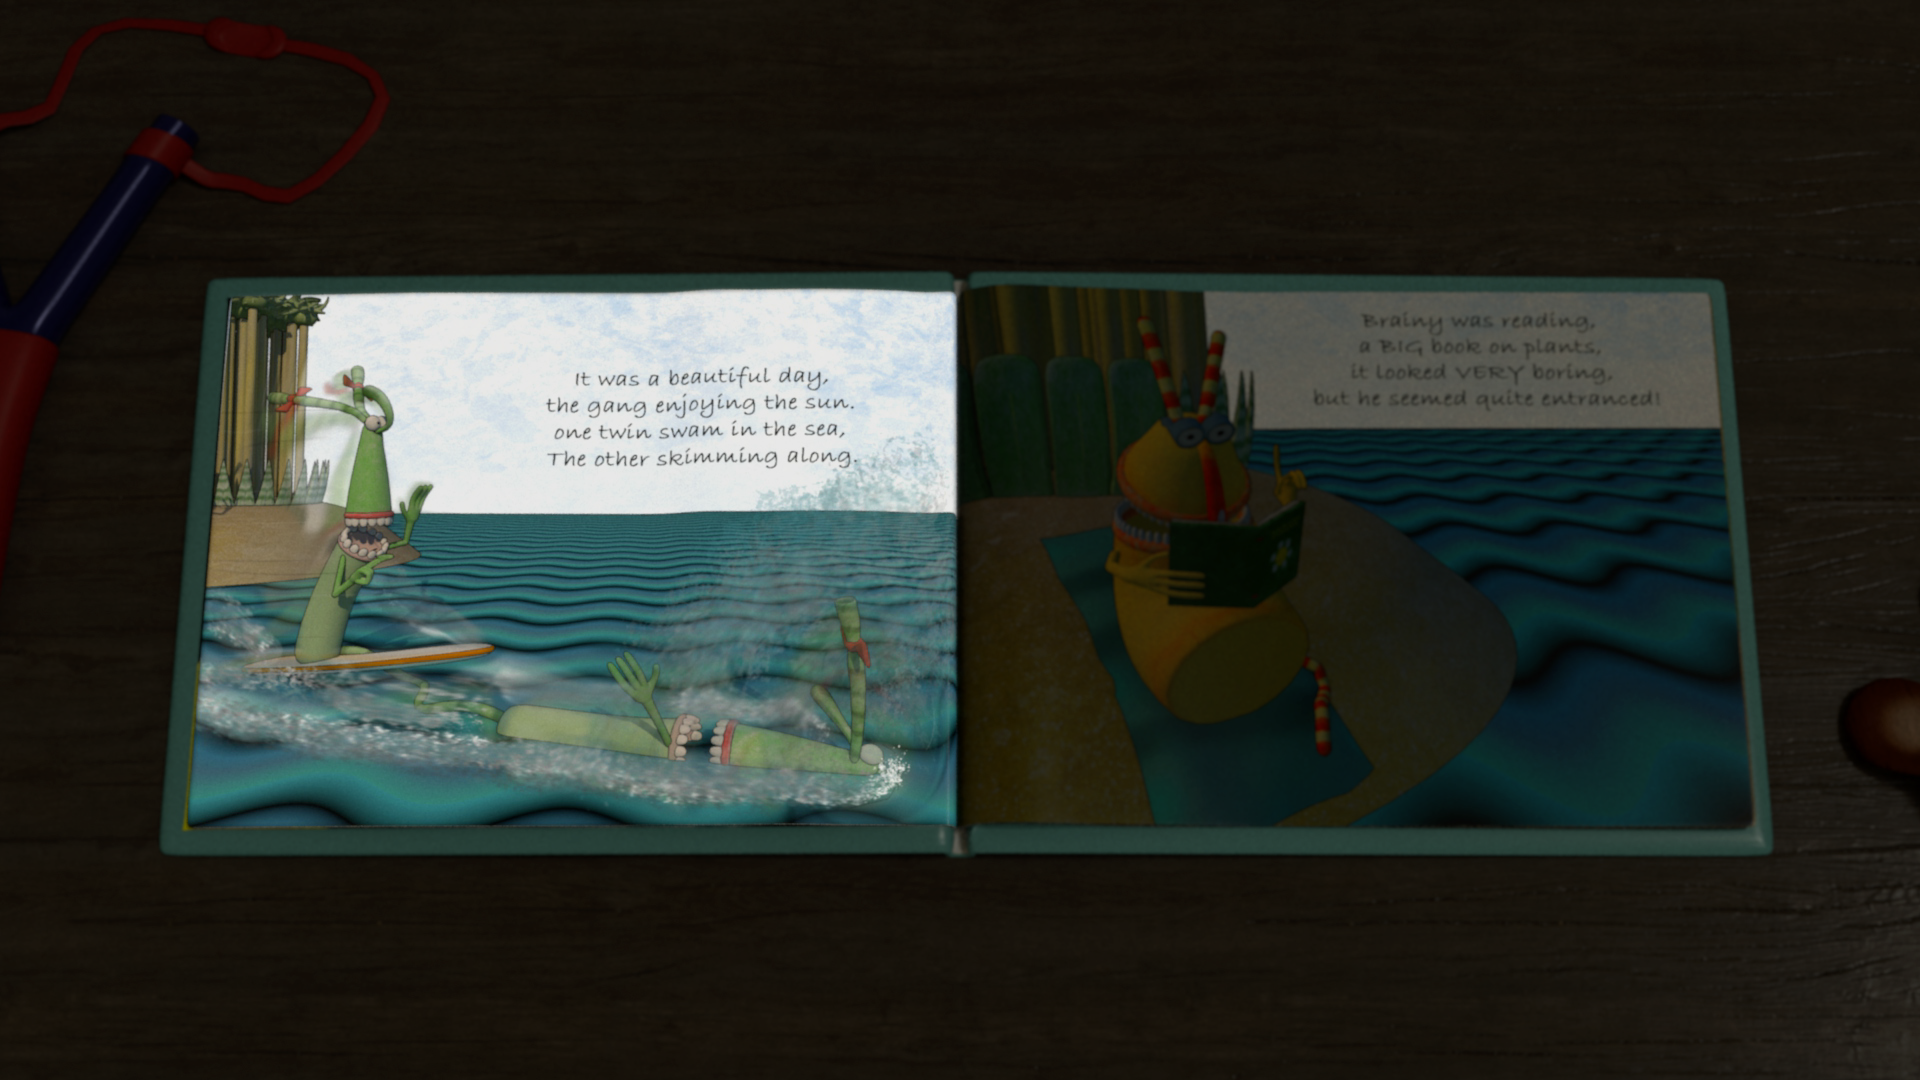 It was a beautiful day,
the gang enjoying the sun.
one twin swam in the sea,
The other skimming along.
Brainy was reading,
a BIG book on plants,
it looked VERY boring,
but he seemed quite entranced!